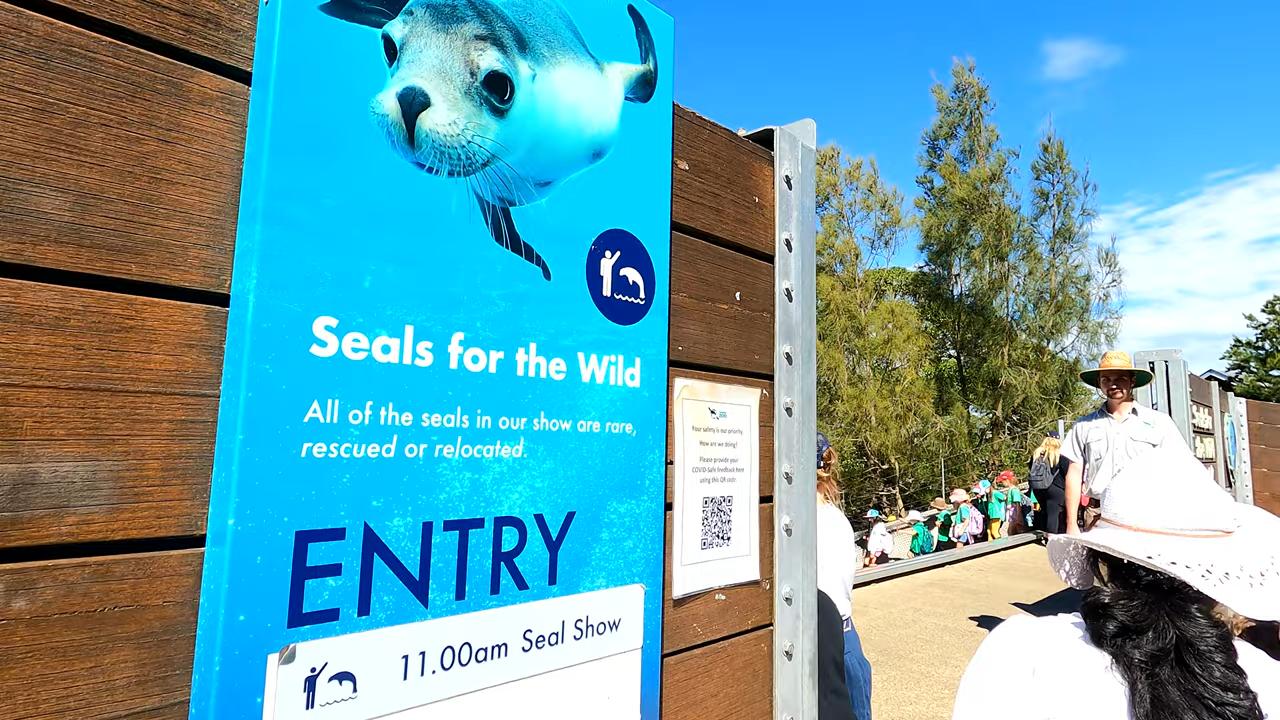 Seals for the Wild
All of the seals in our show are rare,
rescued or relocated.
ENTRY
11.00am Seal Show
Your safety is our priority.
How are we doing?
Please provide your
COVID-Safe feedback here
using this QR code.